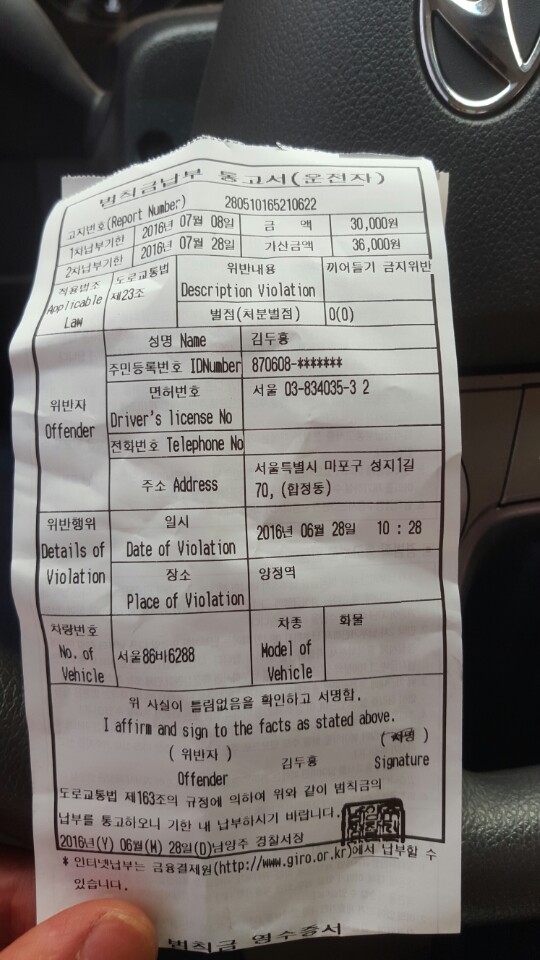 범칙금납부 통고서(운전자)
고지번호(Report Number) 280510165210622
1차납부기한 2016년 07월 08일 금 액 30,000원
2차납부기한 2016년 07월 28일 가산금액 36,000원
적용법조 Applicable Law 도로교통법 제23조 위반내용 Description Violation 끼어들기 금지위반
벌점(처분벌점) 0(0)
위반자 Offender
성명 Name 김두홍
주민등록번호 IDNumber 870608-*******
면허번호 Driver's license No 서울 03-834035-3 2
전화번호 Telephone No
주소 Address 서울특별시 마포구 성지1길
70, (합정동)
위반행위 Details of Violation
일시 Date of Violation 2016년 06월 28일 10 : 28
장소 Place of Violation 양정역
차량번호 No. of Vehicle 서울86바6288 차종 Model of Vehicle 화물
위 사실이 틀림없음을 확인하고 서명함.
I affirm and sign to the facts as stated above.
( 위반자 ) Offender 김두홍 (서명) Signature
도로교통법 제163조의 규정에 의하여 위와 같이 범칙금의
납부를 통고하오니 기한 내 납부하시기 바랍니다.
2016년(Y) 06월(M) 28일(D)남양주 경찰서장
* 인터넷납부는 금융결제원(http://www.giro.or.kr)에서 납부할 수
있습니다.
범칙금 영수증서